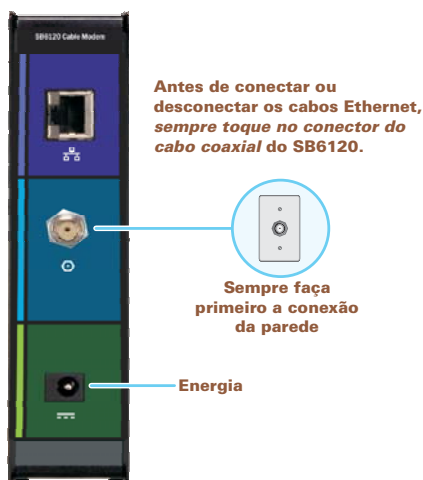 SB6120 Cable Modem
Antes de conectar ou
desconectar os cabos Ethernet,
sempre toque no conector do
cabo coaxial do SB6120.
Sempre faça
primeiro a conexão
da parede
Energia